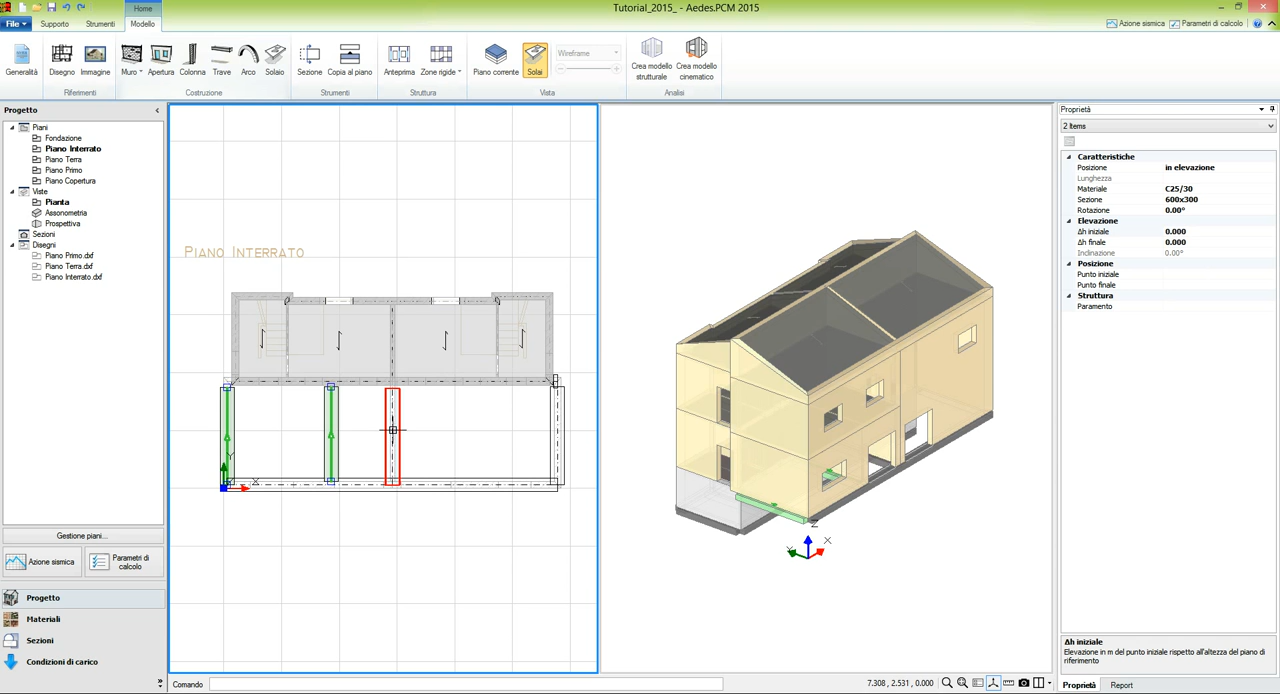 Tutorial_2015_ - Aedes.PCM 2015
File
Supporto
Strumenti
Home
Modello
Azione sismica
Parametri di calcolo
Generalità
Disegno
Immagine
Muro
Apertura
Colonna
Trave
Arco
Solaio
Sezione
Copia al piano
Anteprima
Zone rigide
Piano corrente
Solai
Wireframe
Crea modello strutturale
Crea modello cinematico
Riferimenti
Costruzione
Strumenti
Struttura
Vista
Analisi
Progetto
Piani
Fondazione
Piano Interrato
Piano Terra
Piano Primo
Piano Copertura
Viste
Pianta
Assonometria
Prospettiva
Sezioni
Disegni
Piano Primo.dxf
Piano Terra.dxf
Piano Interrato.dxf
Gestione piani...
Azione sismica
Parametri di calcolo
Progetto
Materiali
Sezioni
Condizioni di carico
PIANO INTERRATO
Y
X
Z
X
Y
Comando
7.308, 2.531, 0.000
Proprietà
2 Items
Caratteristiche
Posizione in elevazione
Lunghezza
Materiale C25/30
Sezione 600x300
Rotazione 0.00°
Elevazione
Δh iniziale 0.000
Δh finale 0.000
Inclinazione 0.00°
Posizione
Punto iniziale
Punto finale
Struttura
Paramento
Δh iniziale
Elevazione in m del punto iniziale rispetto all'altezza del piano di
riferimento
Proprietà
Report